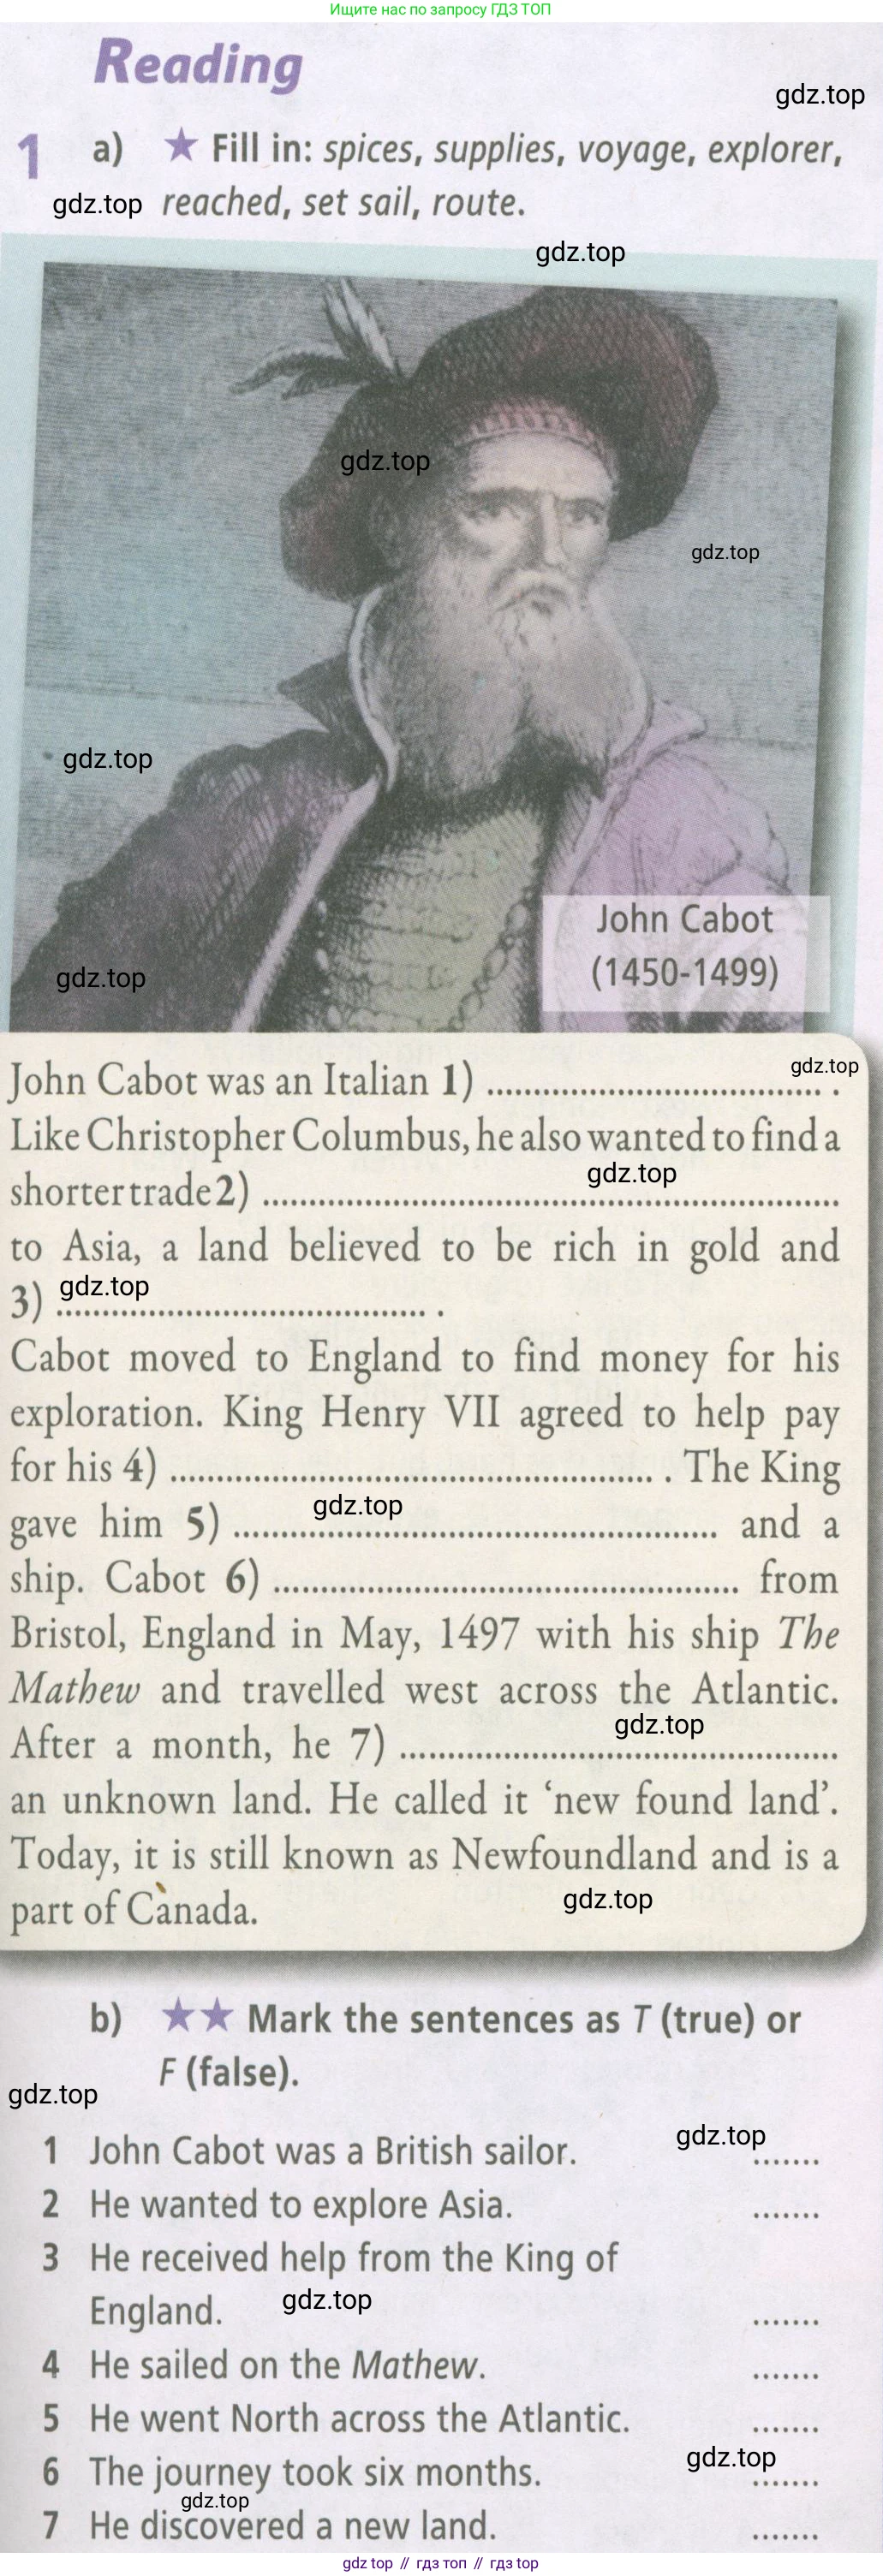 Ищите нас по запросу ГДЗ ТОП
Reading
gdz.top
1 a) ★ Fill in: spices, supplies, voyage, explorer,
gdz.top reached, set sail, route.
gdz.top
gdz.top
gdz.top
gdz.top
John Cabot
(1450-1499)
gdz.top
John Cabot was an Italian 1) .................................... .
gdz.top
Like Christopher Columbus, he also wanted to find a
gdz.top
shorter trade 2) ..............................................................
to Asia, a land believed to be rich in gold and
gdz.top
3) ........................................ .
Cabot moved to England to find money for his
exploration. King Henry VII agreed to help pay
for his 4) .................................................... . The King
gdz.top
gave him 5) .................................................... and a
ship. Cabot 6) .................................................. from
Bristol, England in May, 1497 with his ship The
Mathew and travelled west across the Atlantic.
gdz.top
After a month, he 7) ...............................................
an unknown land. He called it ‘new found land’.
Today, it is still known as Newfoundland and is a
part of Canada.
gdz.top
b) ★★ Mark the sentences as T (true) or
F (false).
gdz.top
gdz.top
1 John Cabot was a British sailor. .......
2 He wanted to explore Asia. .......
3 He received help from the King of
England. .......
gdz.top
4 He sailed on the Mathew. .......
5 He went North across the Atlantic. .......
gdz.top
6 The journey took six months. .......
gdz.top
7 He discovered a new land. .......
gdz top // гдз топ // гдз top